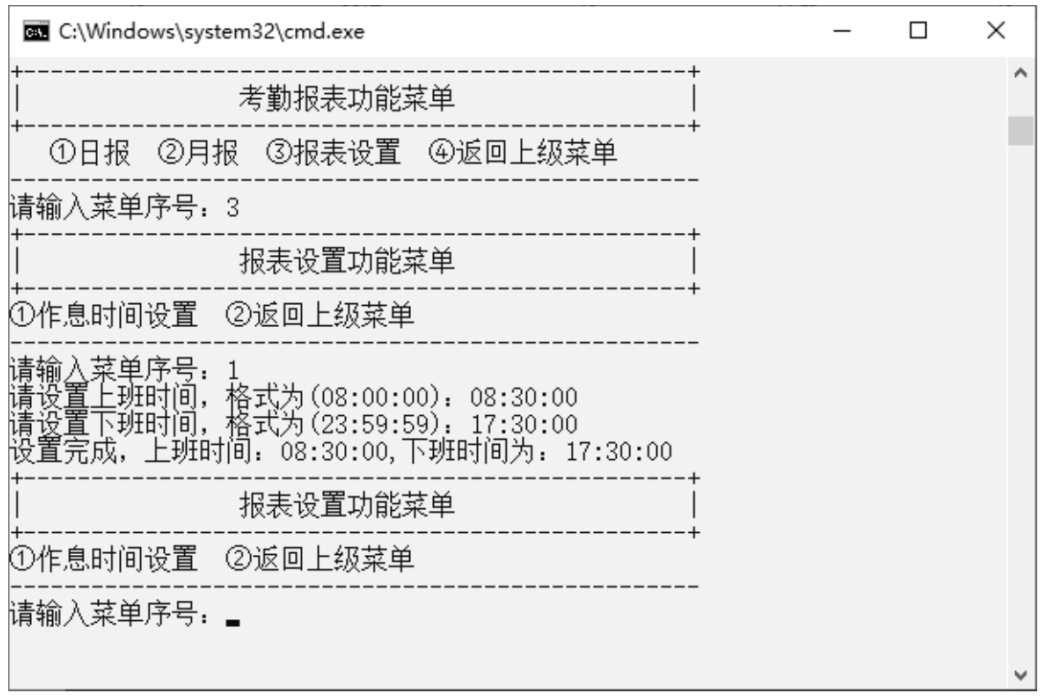 C:\Windows\system32\cmd.exe
+--------------------------------------------------+
| 考勤报表功能菜单 |
+--------------------------------------------------+
①日报 ②月报 ③报表设置 ④返回上级菜单
---------------------------------------------------
请输入菜单序号：3
+--------------------------------------------------+
| 报表设置功能菜单 |
+--------------------------------------------------+
①作息时间设置 ②返回上级菜单
---------------------------------------------------
请输入菜单序号：1
请设置上班时间，格式为(08:00:00)：08:30:00
请设置下班时间，格式为(23:59:59)：17:30:00
设置完成，上班时间：08:30:00,下班时间为：17:30:00
+--------------------------------------------------+
| 报表设置功能菜单 |
+--------------------------------------------------+
①作息时间设置 ②返回上级菜单
---------------------------------------------------
请输入菜单序号：